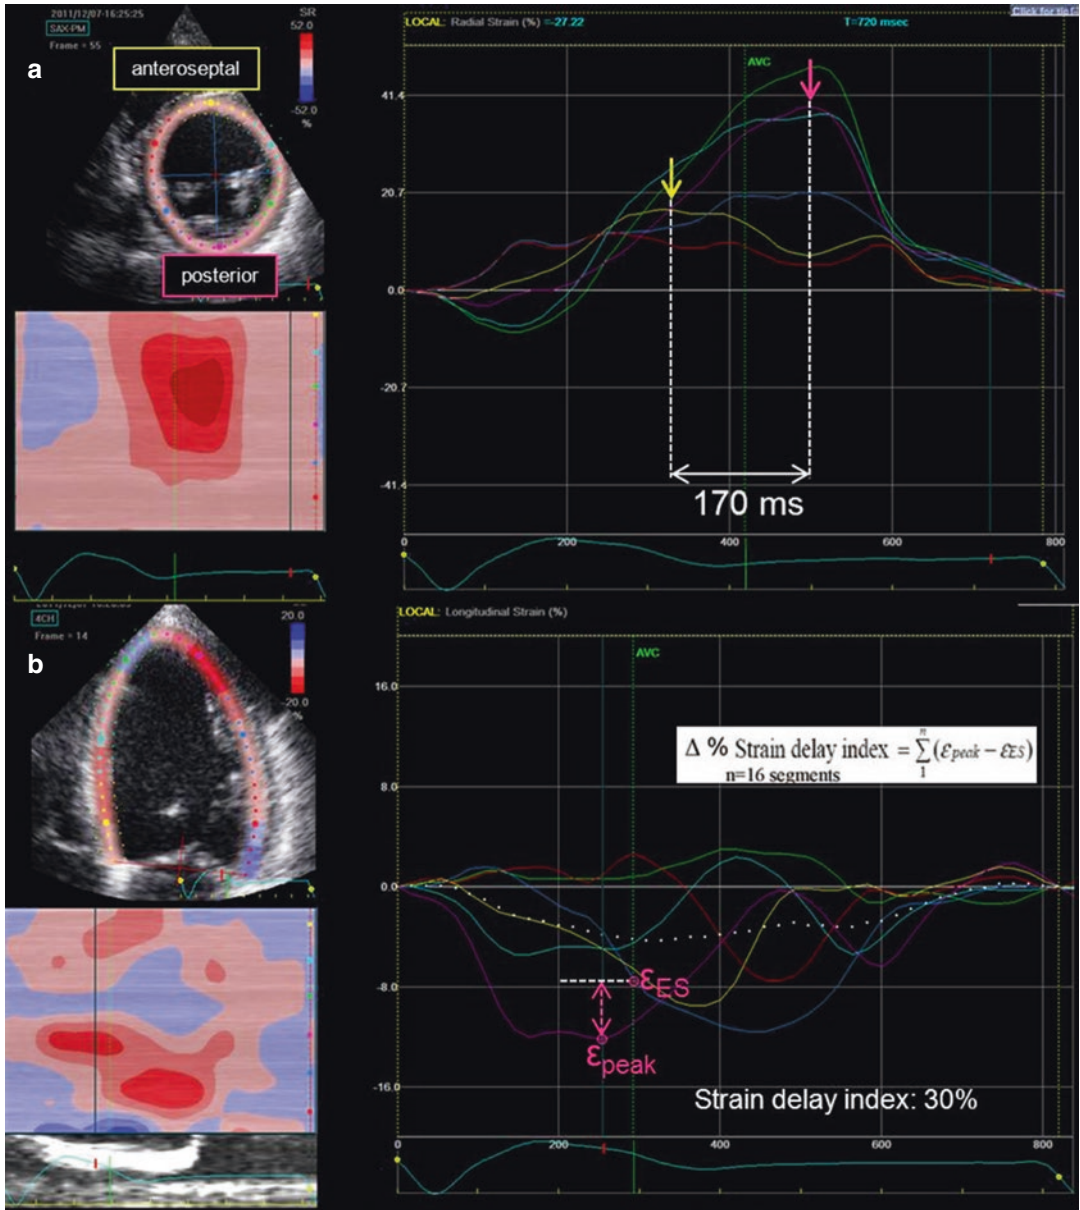 2011/12/07-16:25:25
SAX-PM
Frame = 55
a
anteroseptal
posterior
SR
52.0
-52.0
%
LOCAL: Radial Strain (%) =-27.22
T=720 msec
AVC
41.4
20.7
0.0
-20.7
-41.4
170 ms
0
200
400
600
800
4CH
Frame = 14
b
20.0
-20.0
%
LOCAL: Longitudinal Strain (%)
AVC
16.0
8.0
0.0
-8.0
-16.0
Δ % Strain delay index = n∑1 (εpeak - εES)
n=16 segments
εES
εpeak
Strain delay index: 30%
0
200
400
600
800